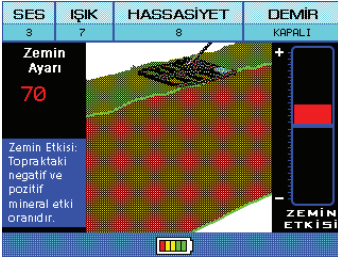 SES IŞIK HASSASİYET DEMİR
3 7 8 KAPALI
Zemin
Ayarı
70
Zemin Etkisi:
Topraktaki
negatif ve
pozitif
mineral etki
oranıdır.
+
-
ZEMİN
ETKİSİ